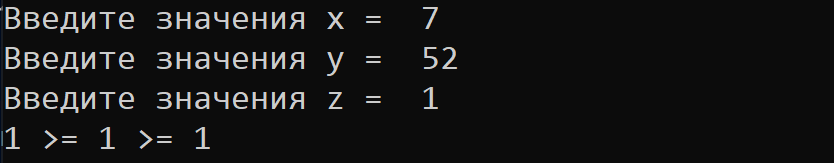 Введите значения x =  7
Введите значения y =  52
Введите значения z =  1
1 >= 1 >= 1